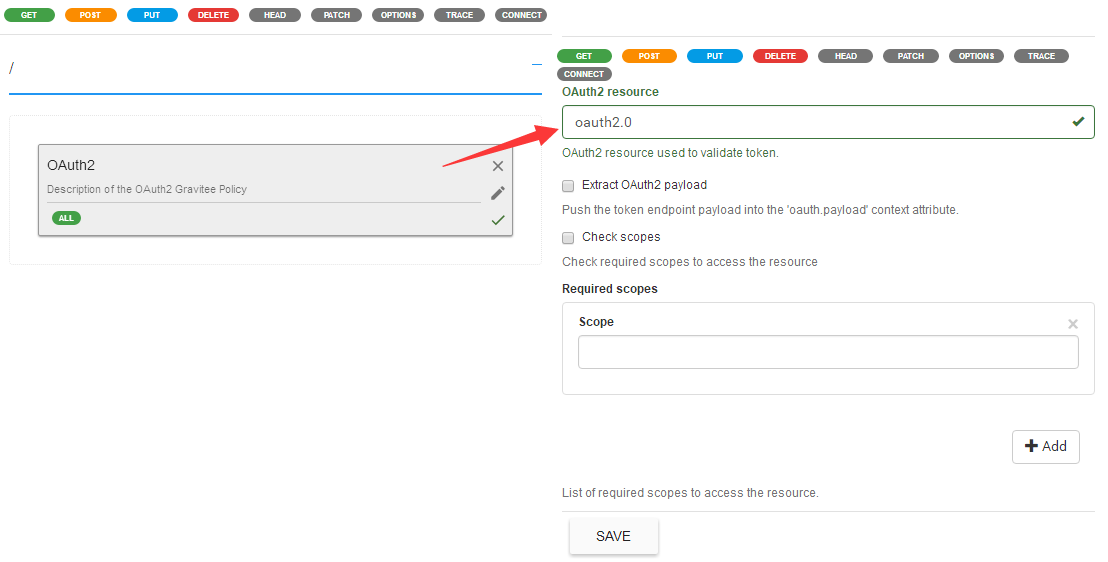 GET POST PUT DELETE HEAD PATCH OPTIONS TRACE CONNECT
/
OAuth2
Description of the OAuth2 Gravitee Policy
ALL
GET POST PUT DELETE HEAD PATCH OPTIONS TRACE
CONNECT
OAuth2 resource
oauth2.0
OAuth2 resource used to validate token.
Extract OAuth2 payload
Push the token endpoint payload into the 'oauth.payload' context attribute.
Check scopes
Check required scopes to access the resource
Required scopes
Scope
Add
List of required scopes to access the resource.
SAVE